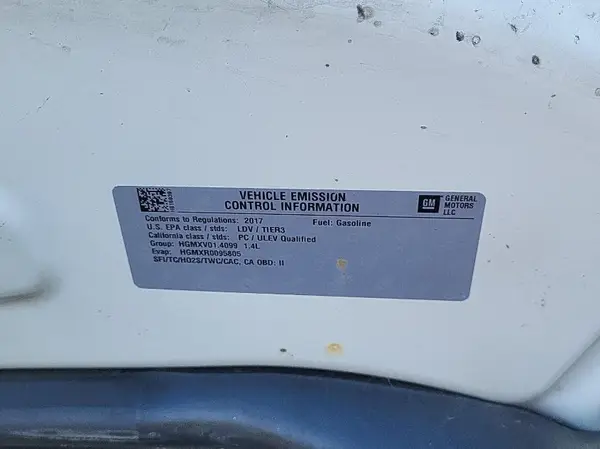 VEHICLE EMISSION
CONTROL INFORMATION
GM
GENERAL
MOTORS
LLC
Conforms to Regulations: 2017 Fuel: Gasoline
U.S. EPA class / stds: LDV / TIER3
California class / stds: PC / ULEV Qualified
Group: HGMXV01.4099 1.4L
Evap: HGMXR0095805
SFI/TC/HO2S/TWC/CAC, CA OBD: II